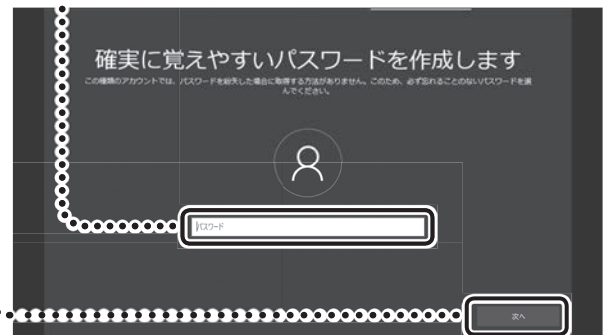 確実に覚えやすいパスワードを作成します
この種類のアカウントでは、パスワードを紛失した場合に取得する方法がありません。このため、必ず忘れることのないパスワードを選
んでください。
パスワード
次へ